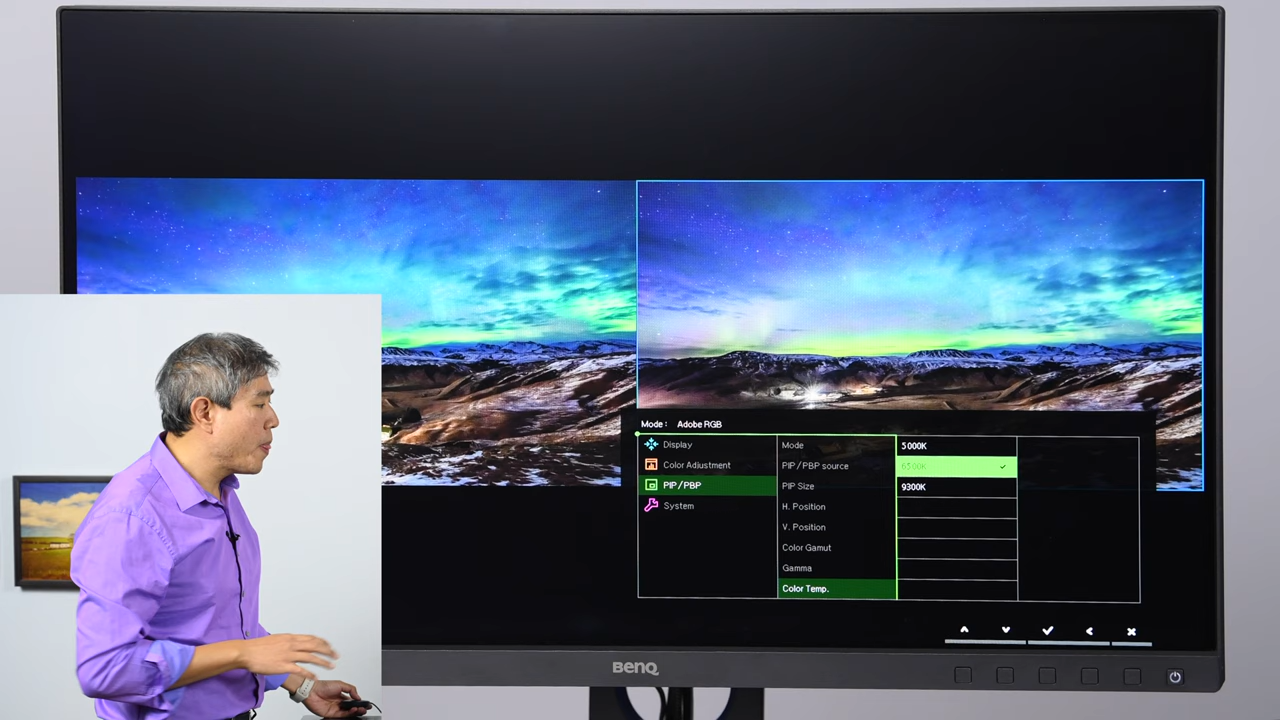 Mode : Adobe RGB
Display
Color Adjustment
PIP/PBP
System
Mode
PIP/PBP source
PIP Size
H. Position
V. Position
Color Gamut
Gamma
Color Temp.
5000K
6500K
9300K
BenQ